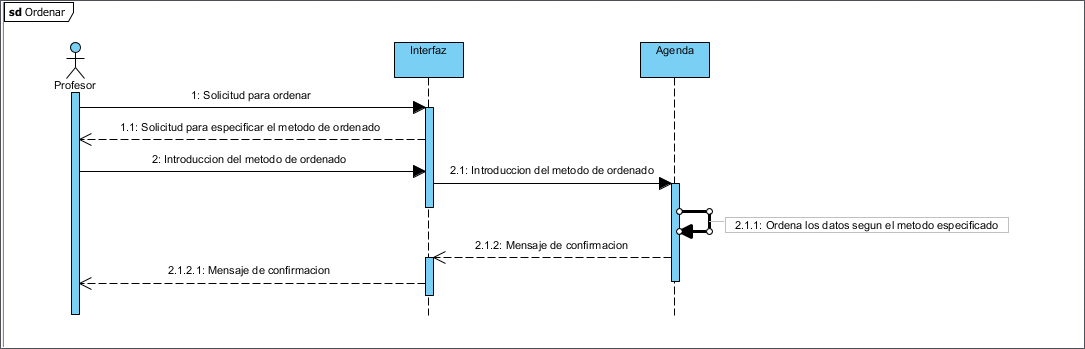 sd Ordenar
Interfaz
Agenda
Profesor
1: Solicitud para ordenar
1.1: Solicitud para especificar el metodo de ordenado
2: Introduccion del metodo de ordenado
2.1: Introduccion del metodo de ordenado
2.1.1: Ordena los datos segun el metodo especificado
2.1.2: Mensaje de confirmacion
2.1.2.1: Mensaje de confirmacion